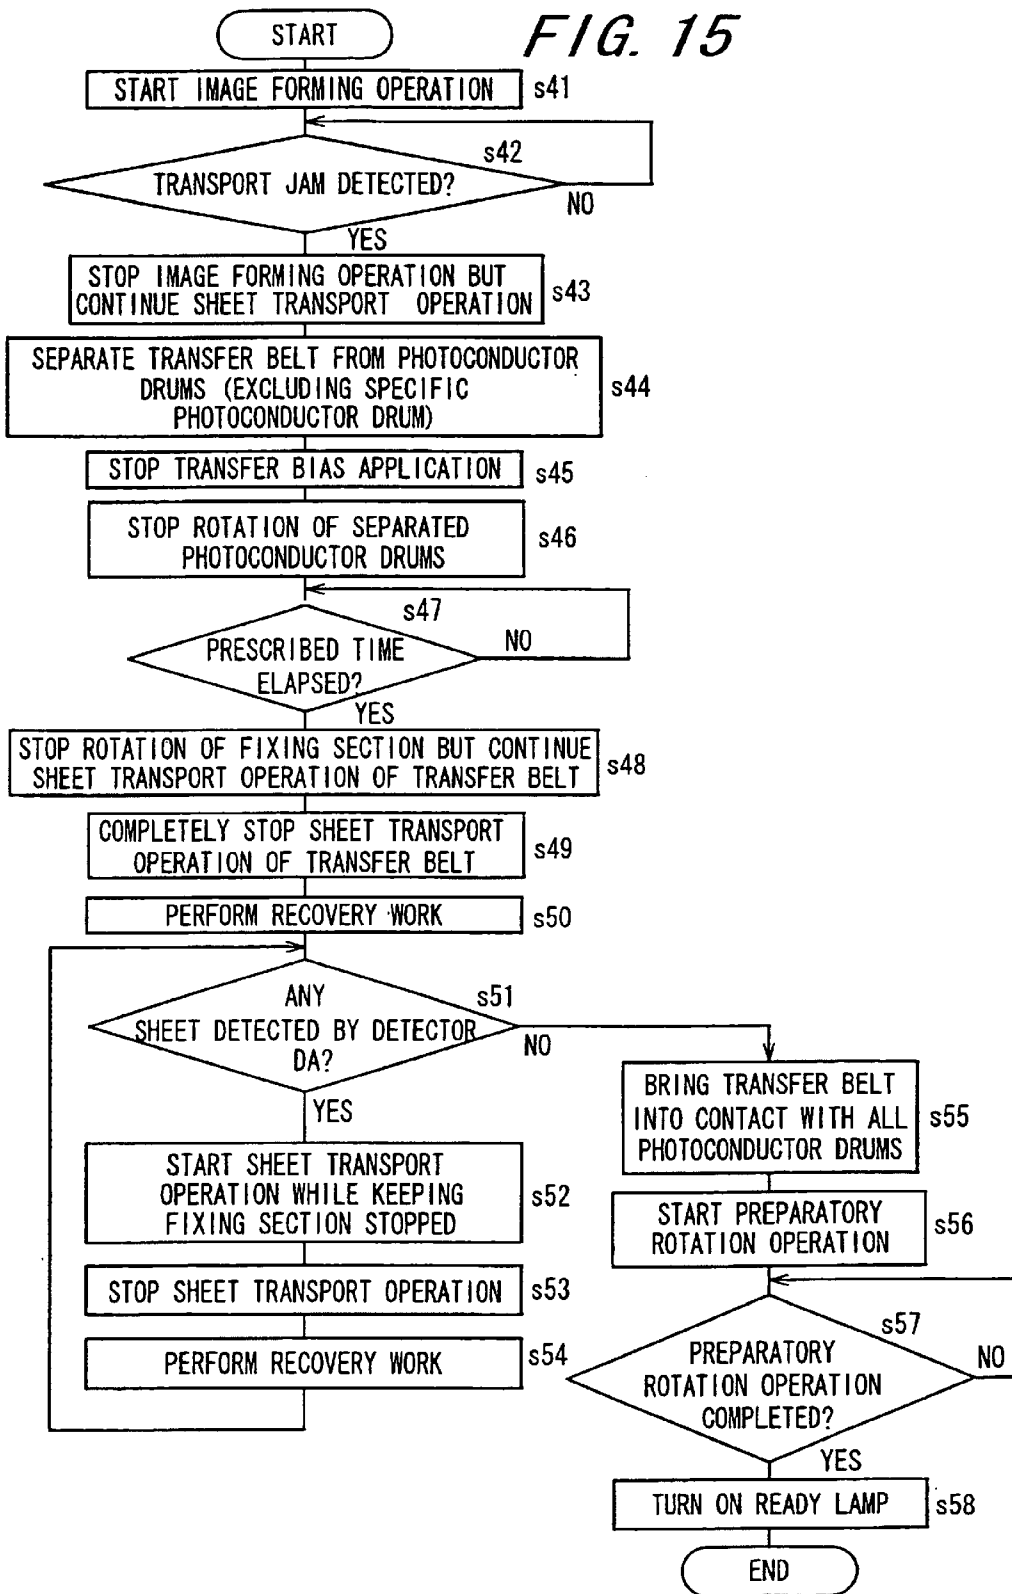 FIG. 15
START
START IMAGE FORMING OPERATION
s41
s42
TRANSPORT JAM DETECTED?
NO
YES
STOP IMAGE FORMING OPERATION BUT
CONTINUE SHEET TRANSPORT OPERATION
s43
SEPARATE TRANSFER BELT FROM PHOTOCONDUCTOR
DRUMS (EXCLUDING SPECIFIC
PHOTOCONDUCTOR DRUM)
s44
STOP TRANSFER BIAS APPLICATION
s45
STOP ROTATION OF SEPARATED
PHOTOCONDUCTOR DRUMS
s46
s47
PRESCRIBED TIME
ELAPSED?
NO
YES
STOP ROTATION OF FIXING SECTION BUT CONTINUE
SHEET TRANSPORT OPERATION OF TRANSFER BELT
s48
COMPLETELY STOP SHEET TRANSPORT
OPERATION OF TRANSFER BELT
s49
PERFORM RECOVERY WORK
s50
s51
ANY
SHEET DETECTED BY DETECTOR
DA?
NO
YES
START SHEET TRANSPORT
OPERATION WHILE KEEPING
FIXING SECTION STOPPED
s52
STOP SHEET TRANSPORT OPERATION
s53
PERFORM RECOVERY WORK
s54
BRING TRANSFER BELT
INTO CONTACT WITH ALL
PHOTOCONDUCTOR DRUMS
s55
START PREPARATORY
ROTATION OPERATION
s56
s57
PREPARATORY
ROTATION OPERATION
COMPLETED?
NO
YES
TURN ON READY LAMP
s58
END